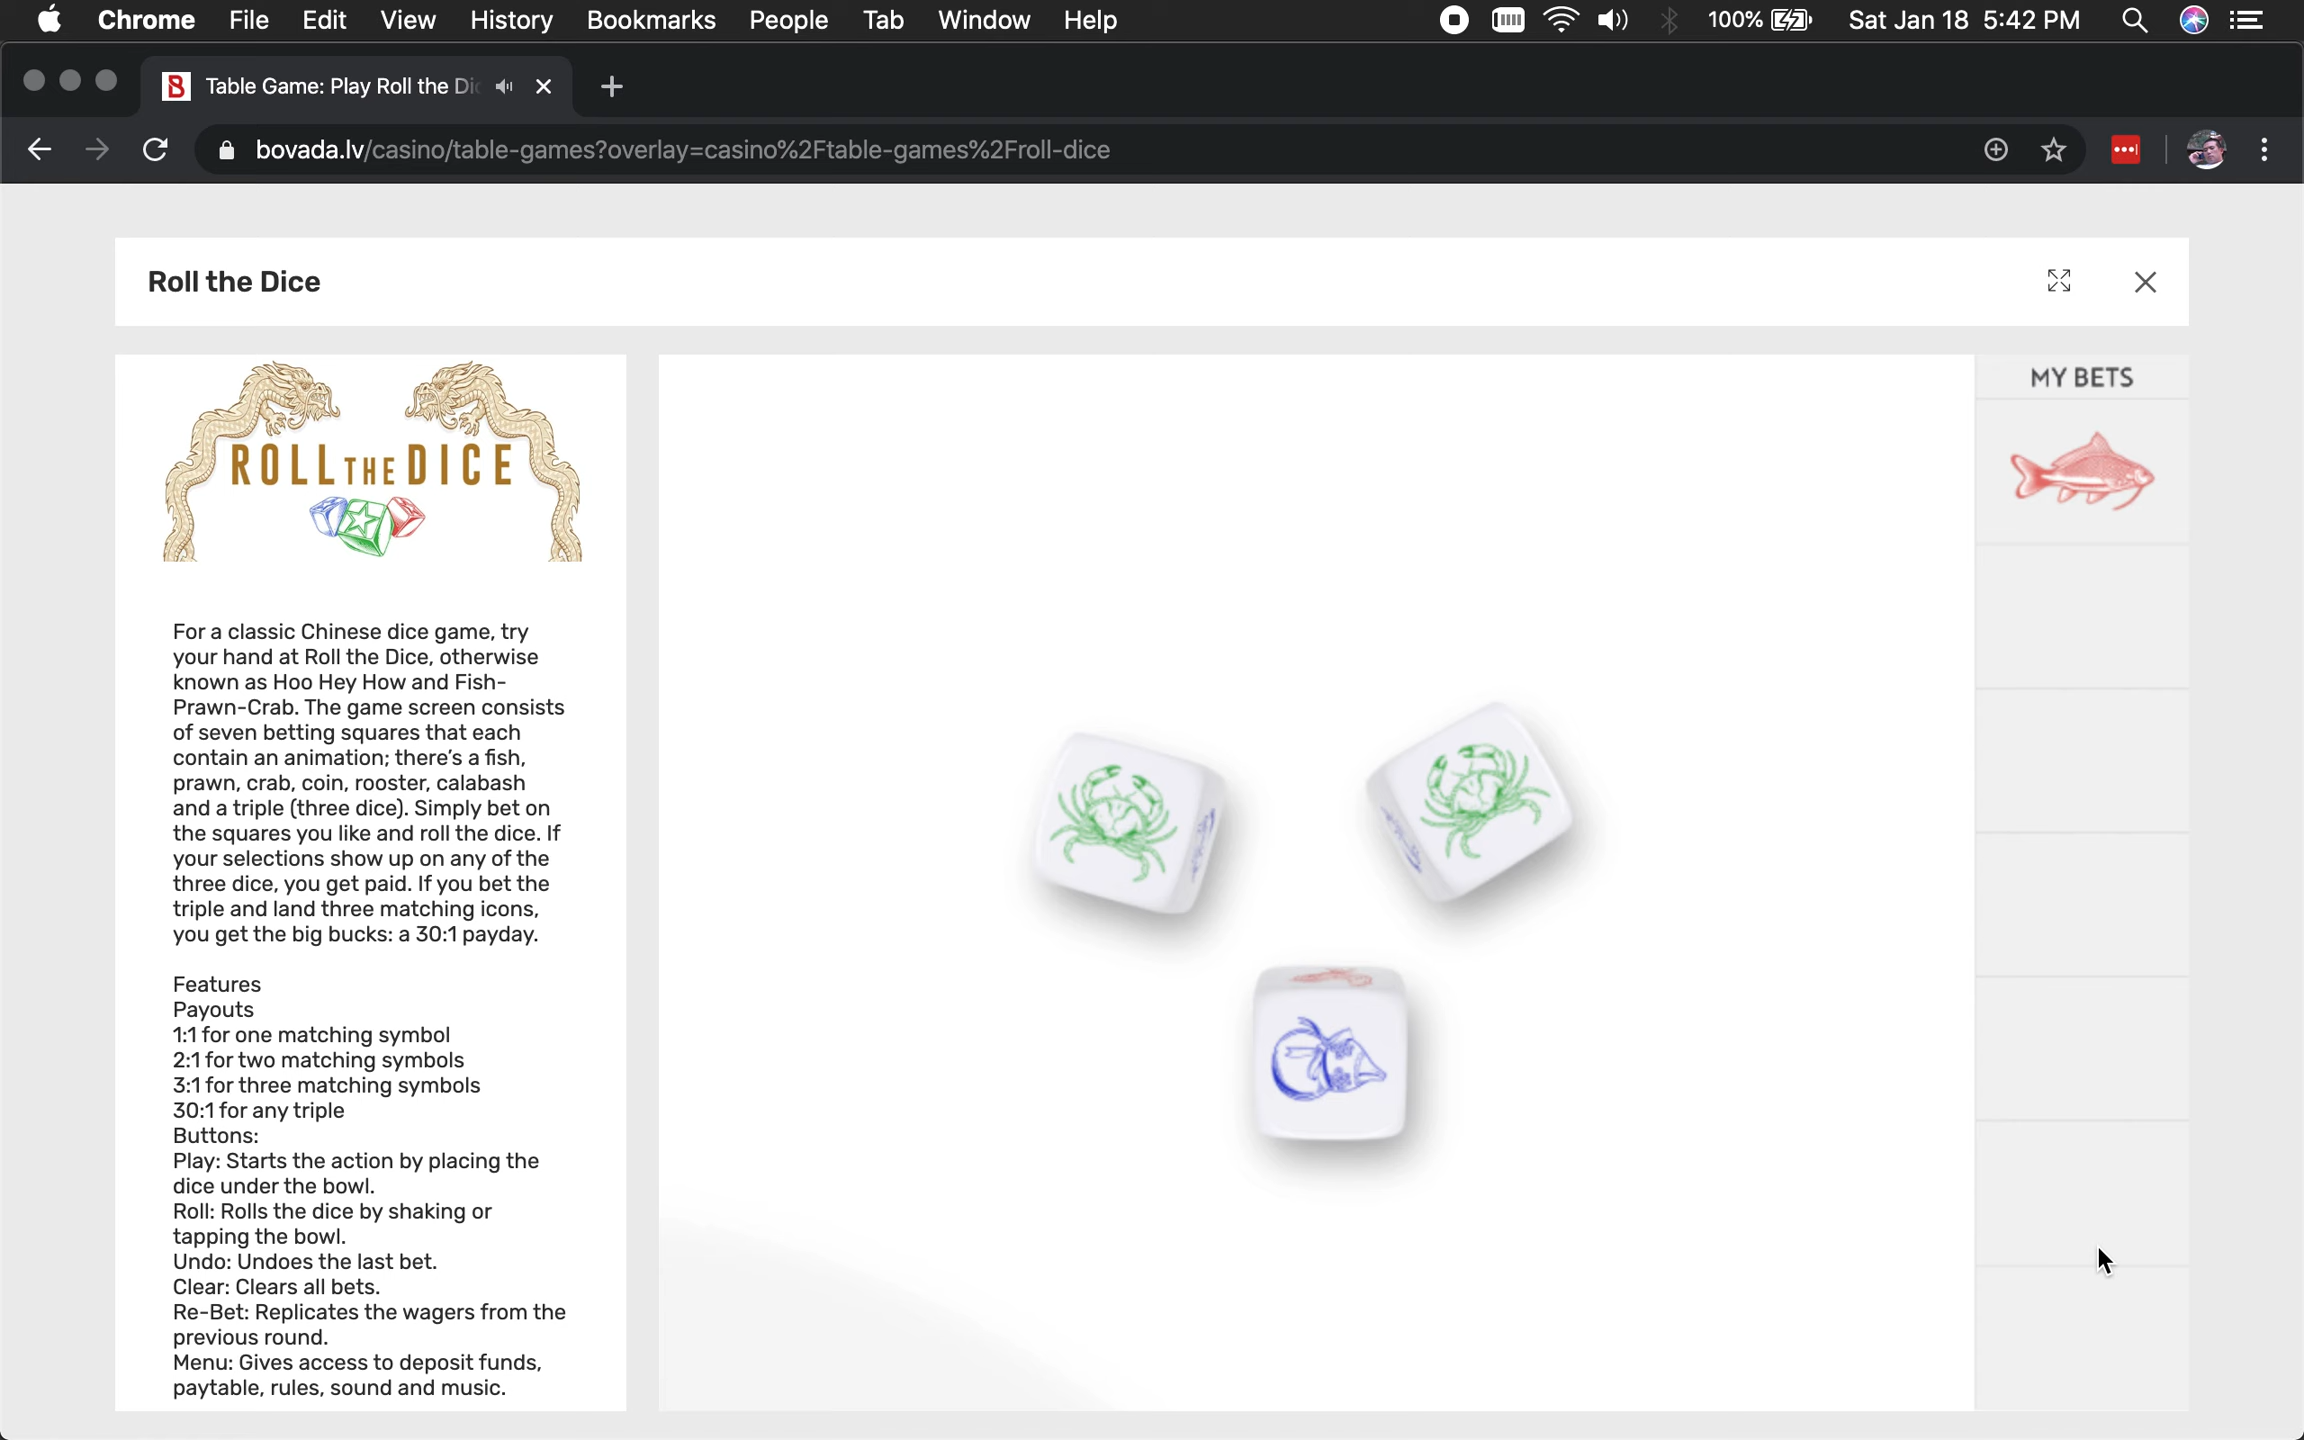 Chrome File Edit View History Bookmarks People Tab Window Help 100% Sat Jan 18 5:42 PM
Table Game: Play Roll the Di
bovada.lv/casino/table-games?overlay=casino%2Ftable-games%2Froll-dice
Roll the Dice
ROLL THE DICE
For a classic Chinese dice game, try
your hand at Roll the Dice, otherwise
known as Hoo Hey How and Fish-
Prawn-Crab. The game screen consists
of seven betting squares that each
contain an animation; there's a fish,
prawn, crab, coin, rooster, calabash
and a triple (three dice). Simply bet on
the squares you like and roll the dice. If
your selections show up on any of the
three dice, you get paid. If you bet the
triple and land three matching icons,
you get the big bucks: a 30:1 payday.
Features
Payouts
1:1 for one matching symbol
2:1 for two matching symbols
3:1 for three matching symbols
30:1 for any triple
Buttons:
Play: Starts the action by placing the
dice under the bowl.
Roll: Rolls the dice by shaking or
tapping the bowl.
Undo: Undoes the last bet.
Clear: Clears all bets.
Re-Bet: Replicates the wagers from the
previous round.
Menu: Gives access to deposit funds,
paytable, rules, sound and music.
MY BETS